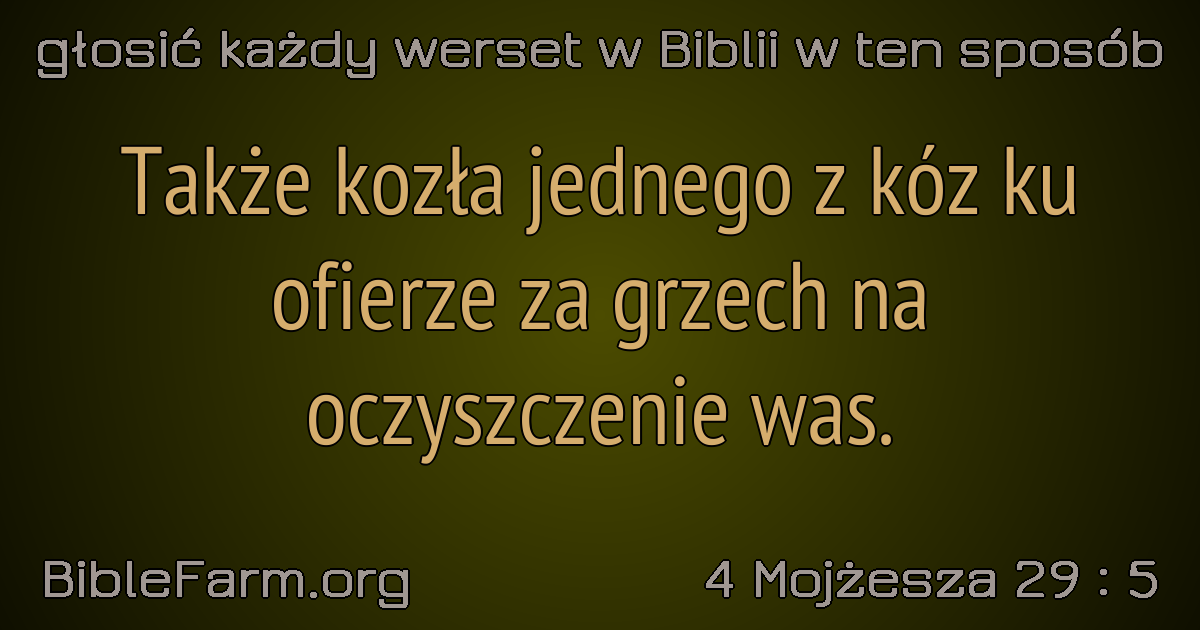 głosić każdy werset w Biblii w ten sposób
Także kozła jednego z kóz ku
ofierze za grzech na
oczyszczenie was.
BibleFarm.org
4 Mojżesza 29 : 5